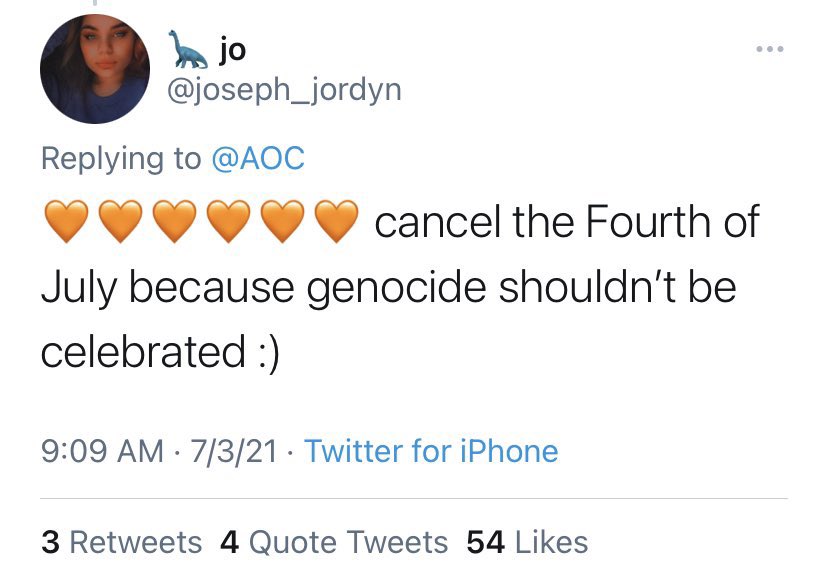 🦕 jo
@joseph_jordyn
Replying to @AOC
🧡🧡🧡🧡🧡🧡 cancel the Fourth of
July because genocide shouldn't be
celebrated :)
9:09 AM · 7/3/21 · Twitter for iPhone
3 Retweets 4 Quote Tweets 54 Likes